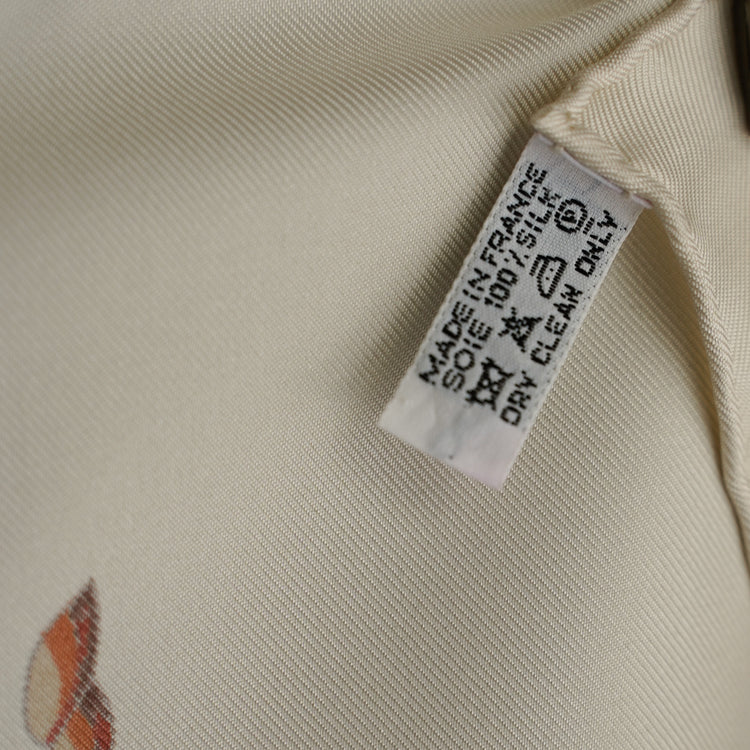 MADE IN FRANCE
SOIE 100% SILK
P
DRY CLEAN ONLY